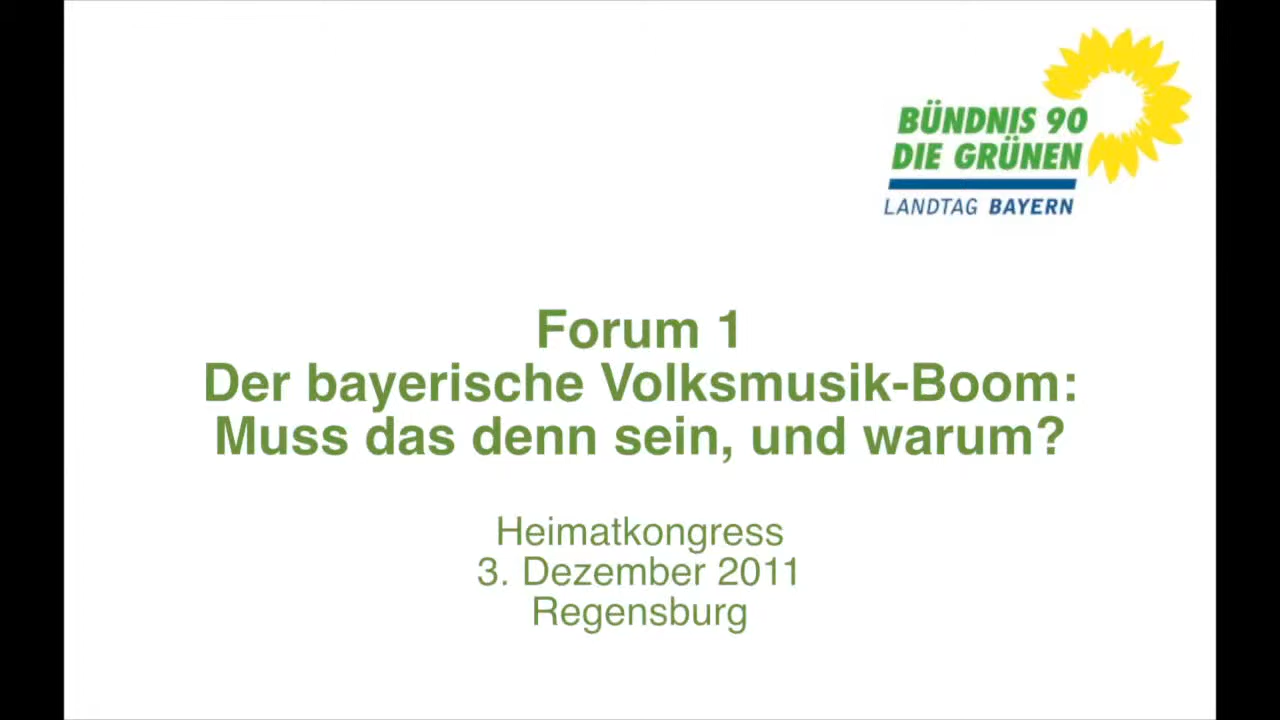 BÜNDNIS 90
DIE GRÜNEN
LANDTAG BAYERN
Forum 1
Der bayerische Volksmusik-Boom:
Muss das denn sein, und warum?
Heimatkongress
3. Dezember 2011
Regensburg